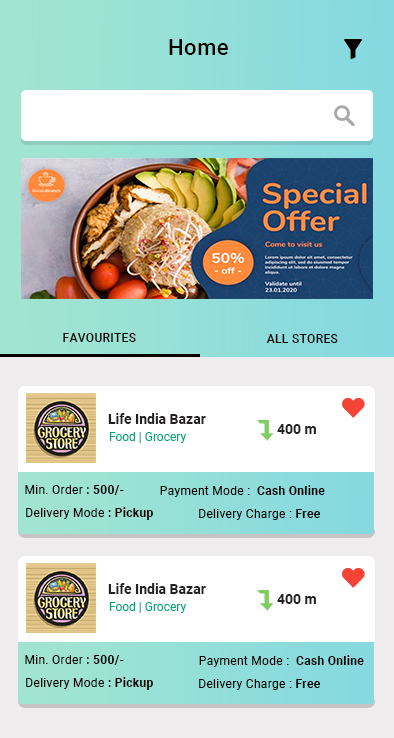 Home
Special
Offer
Come to visit us
50%
- off -
Lorem ipsum dolor sit amet, consectetur
adipiscing elit, sed do eiusmod tempor
incididunt ut labore et dolore magna
aliqua.
Validate until
23.01.2020
FAVOURITES
ALL STORES
GROCERY
STORE
Life India Bazar
Food | Grocery
400 m
Min. Order : 500/-
Payment Mode : Cash Online
Delivery Mode : Pickup
Delivery Charge : Free
GROCERY
STORE
Life India Bazar
Food | Grocery
400 m
Min. Order : 500/-
Payment Mode : Cash Online
Delivery Mode : Pickup
Delivery Charge : Free